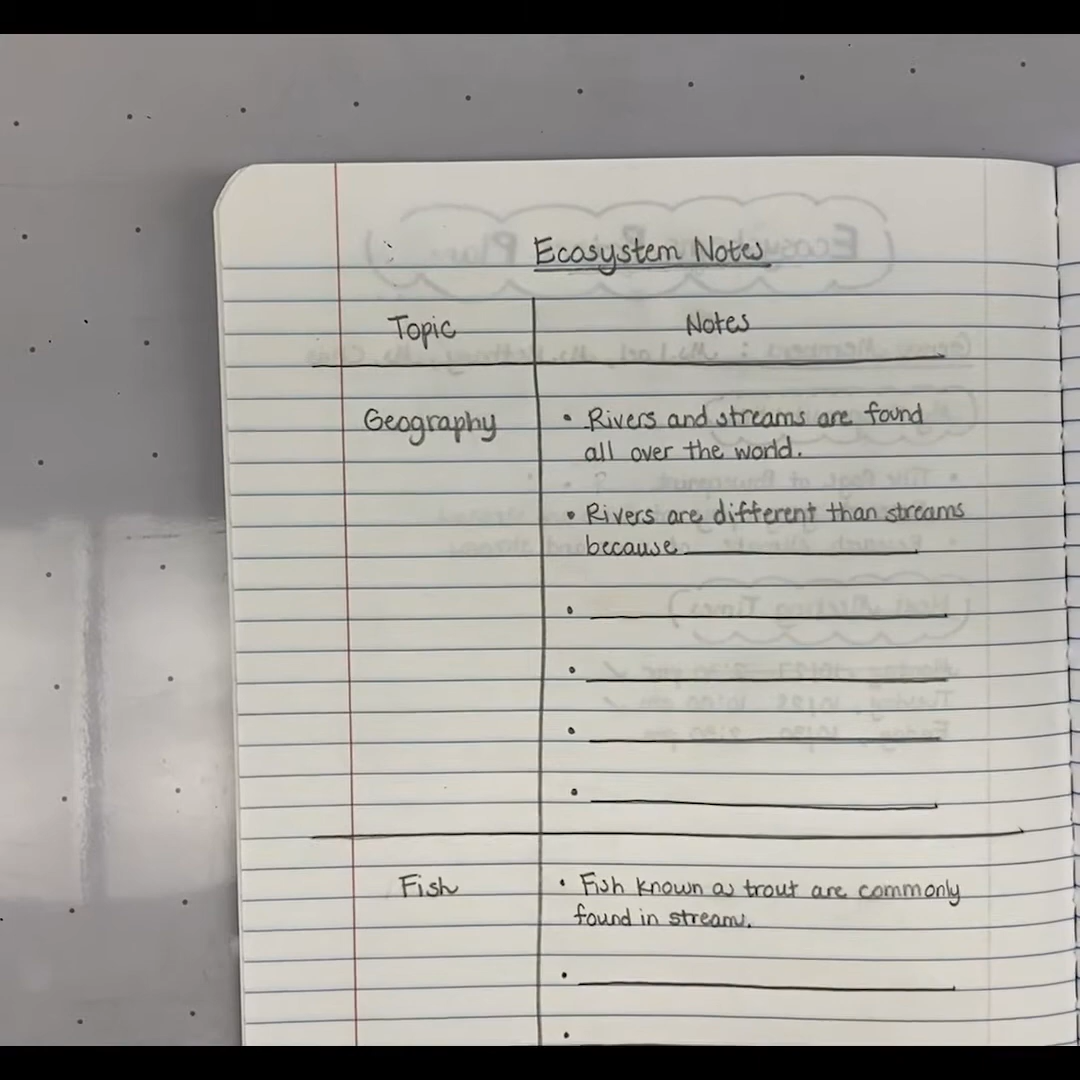 Ecosystem Notes
Topic
Notes
Geography
• Rivers and streams are found
all over the world.
• Rivers are different than streams
because
•
•
•
•
Fish
• Fish known as trout are commonly
found in streams.
•
•